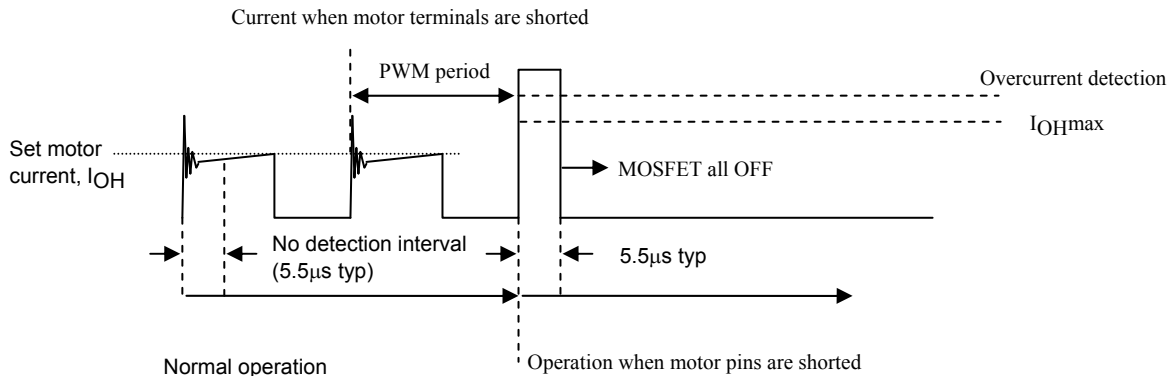 Current when motor terminals are shorted
PWM period
Overcurrent detection
IOHmax
Set motor
current, IOH
MOSFET all OFF
No detection interval
(5.5μs typ)
5.5μs typ
Normal operation
Operation when motor pins are shorted